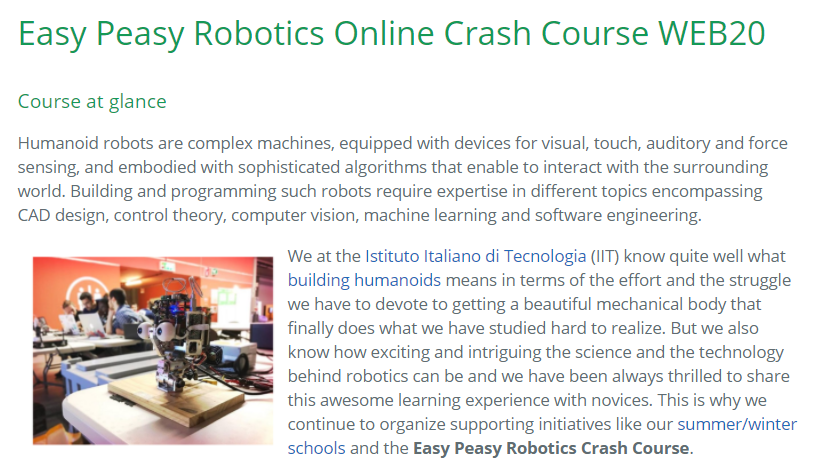 Easy Peasy Robotics Online Crash Course WEB20
Course at glance
Humanoid robots are complex machines, equipped with devices for visual, touch, auditory and force
sensing, and embodied with sophisticated algorithms that enable to interact with the surrounding
world. Building and programming such robots require expertise in different topics encompassing
CAD design, control theory, computer vision, machine learning and software engineering.
We at the Istituto Italiano di Tecnologia (IIT) know quite well what
building humanoids means in terms of the effort and the struggle
we have to devote to getting a beautiful mechanical body that
finally does what we have studied hard to realize. But we also
know how exciting and intriguing the science and the technology
behind robotics can be and we have been always thrilled to share
this awesome learning experience with novices. This is why we
continue to organize supporting initiatives like our summer/winter
schools and the Easy Peasy Robotics Crash Course.